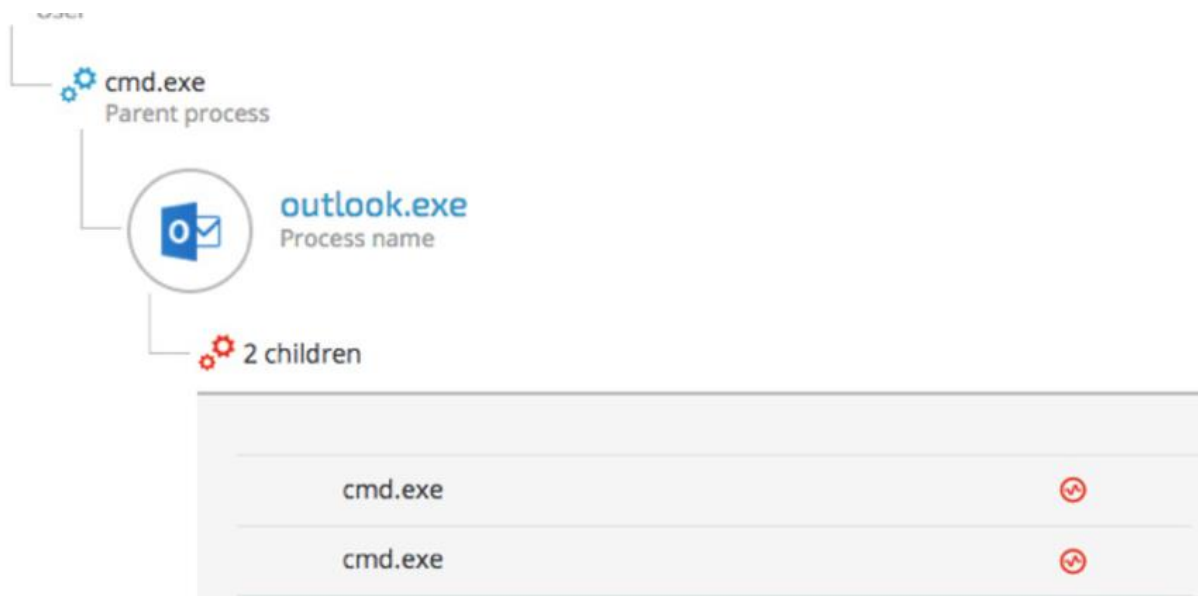 cmd.exe
Parent process
outlook.exe
Process name
2 children
cmd.exe
cmd.exe